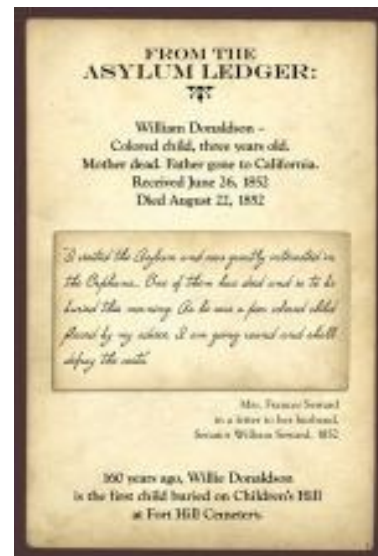 FROM THE
ASYLUM LEDGER:
William Donaldson –
Colored child, three years old.
Mother dead. Father gone to California.
Received June 26, 1852
Died August 22, 1852
"I visited the Asylum and was greatly interested in
the Orphans. One of them has died and is to be
buried this morning. As he was a poor colored child
placed by my advice, I am going round and shall
defray the costs."
Mrs. Frances Seward
in a letter to her husband,
Senator William Seward, 1852
160 years ago, Willie Donaldson
is the first child buried on Children's Hill
at Fort Hill Cemetery.